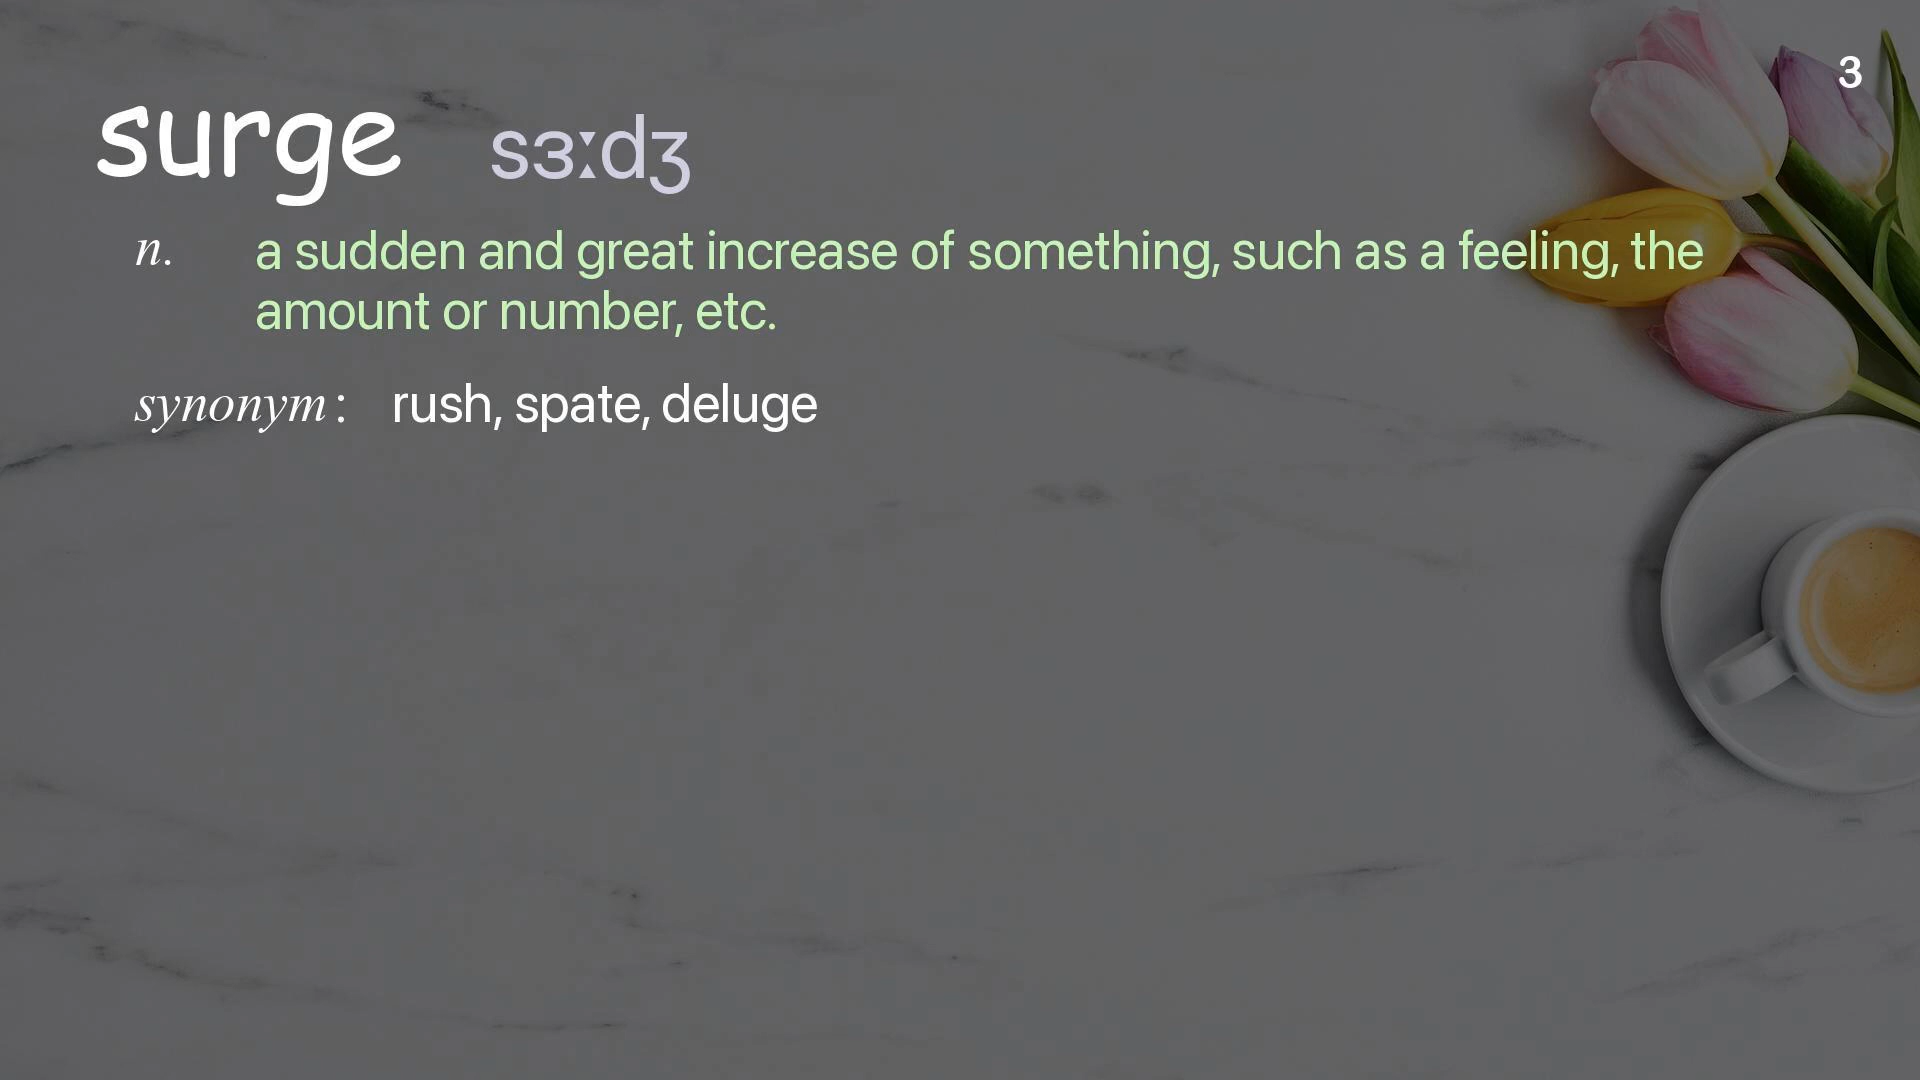 3
surge sɜːdʒ
n. a sudden and great increase of something, such as a feeling, the
amount or number, etc.
synonym : rush, spate, deluge